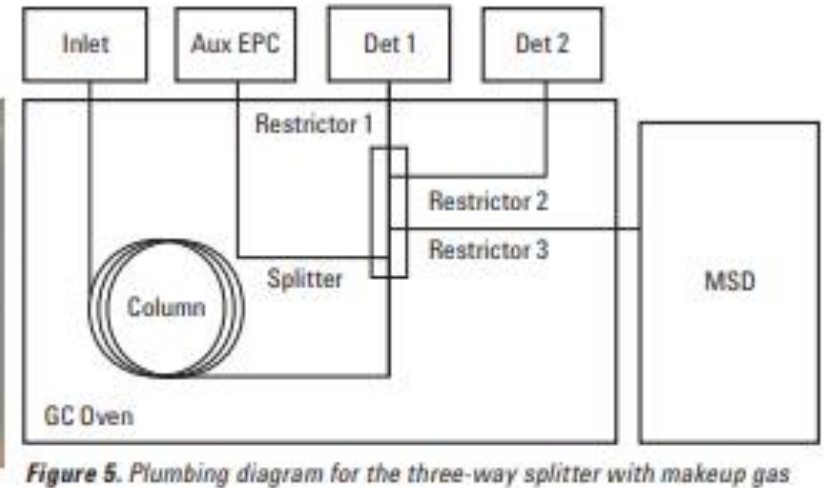 Inlet
Aux EPC
Det 1
Det 2
Restrictor 1
Restrictor 2
Restrictor 3
Splitter
Column
MSD
GC Oven
Figure 5. Plumbing diagram for the three-way splitter with makeup gas